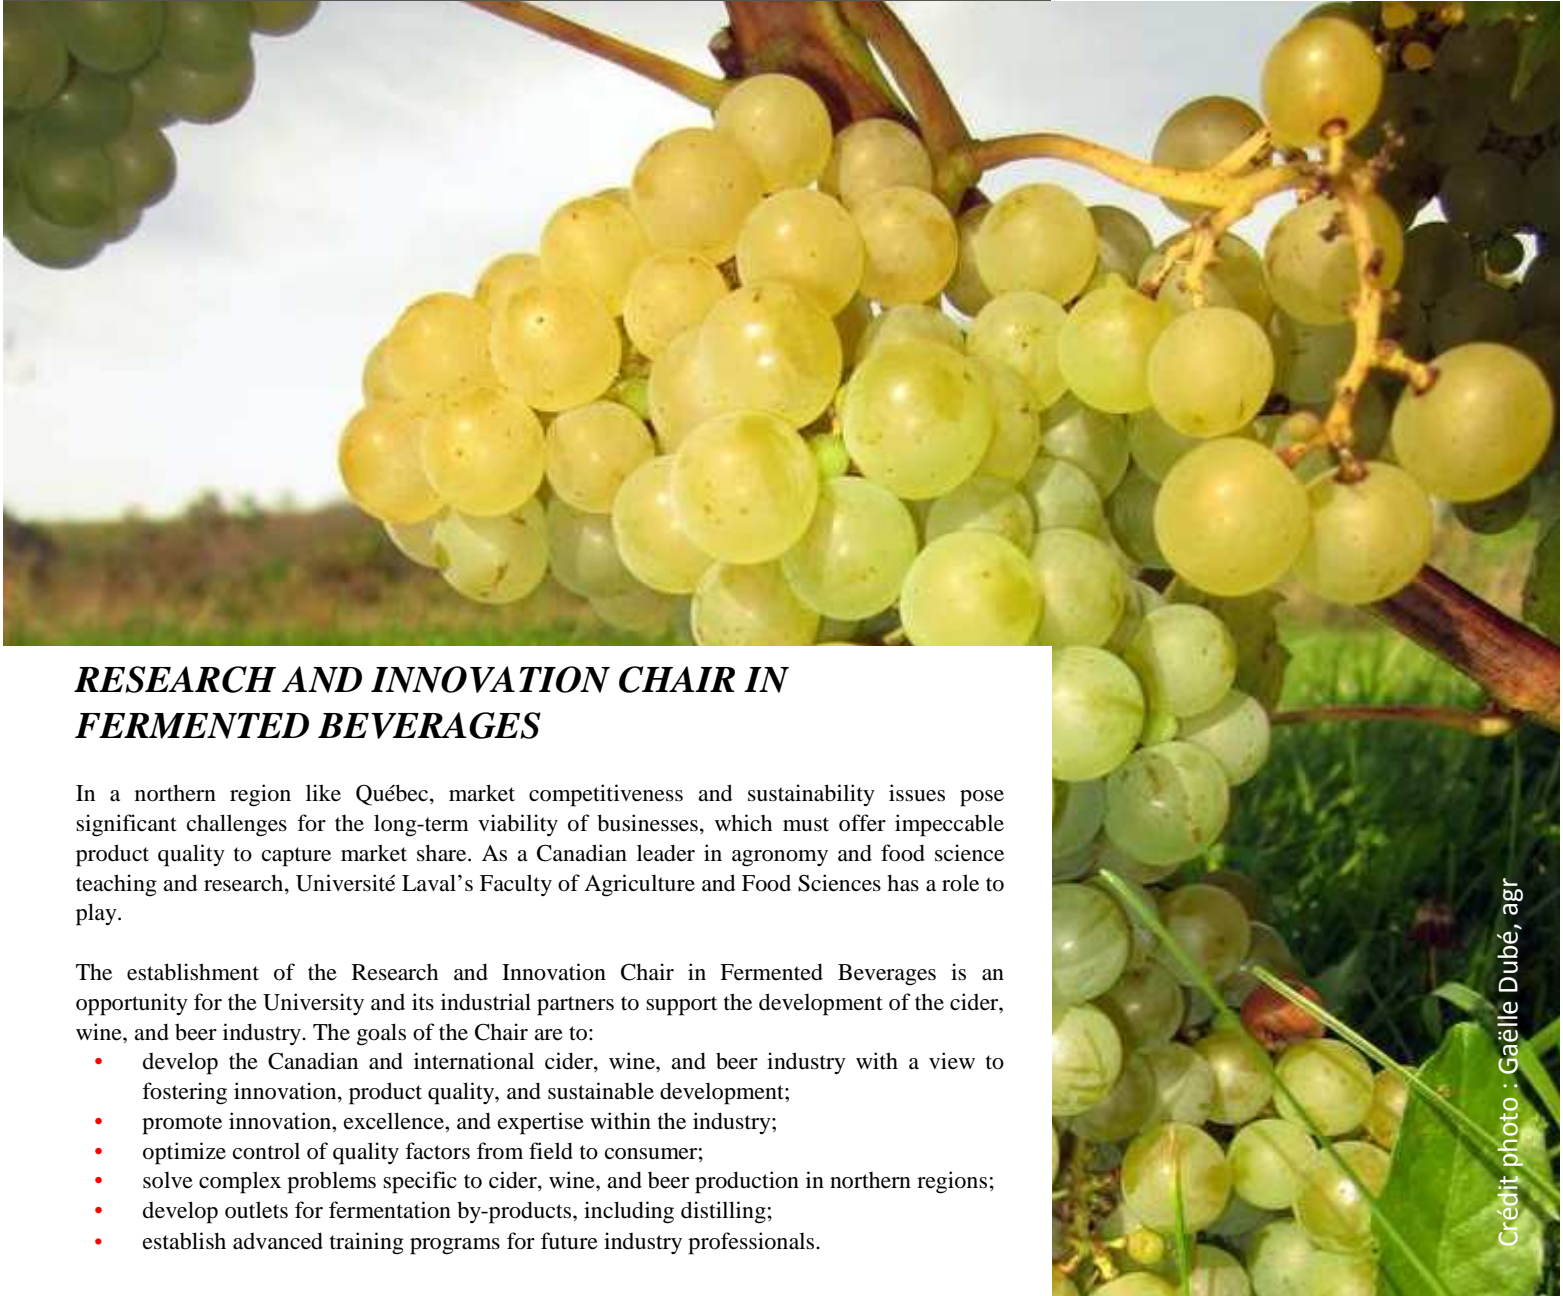 RESEARCH AND INNOVATION CHAIR IN
FERMENTED BEVERAGES
In a northern region like Québec, market competitiveness and sustainability issues pose
significant challenges for the long-term viability of businesses, which must offer impeccable
product quality to capture market share. As a Canadian leader in agronomy and food science
teaching and research, Université Laval’s Faculty of Agriculture and Food Sciences has a role to
play.
The establishment of the Research and Innovation Chair in Fermented Beverages is an
opportunity for the University and its industrial partners to support the development of the cider,
wine, and beer industry. The goals of the Chair are to:
• develop the Canadian and international cider, wine, and beer industry with a view to
fostering innovation, product quality, and sustainable development;
• promote innovation, excellence, and expertise within the industry;
• optimize control of quality factors from field to consumer;
• solve complex problems specific to cider, wine, and beer production in northern regions;
• develop outlets for fermentation by-products, including distilling;
• establish advanced training programs for future industry professionals.
Crédit photo : Gaëlle Dubé, agr